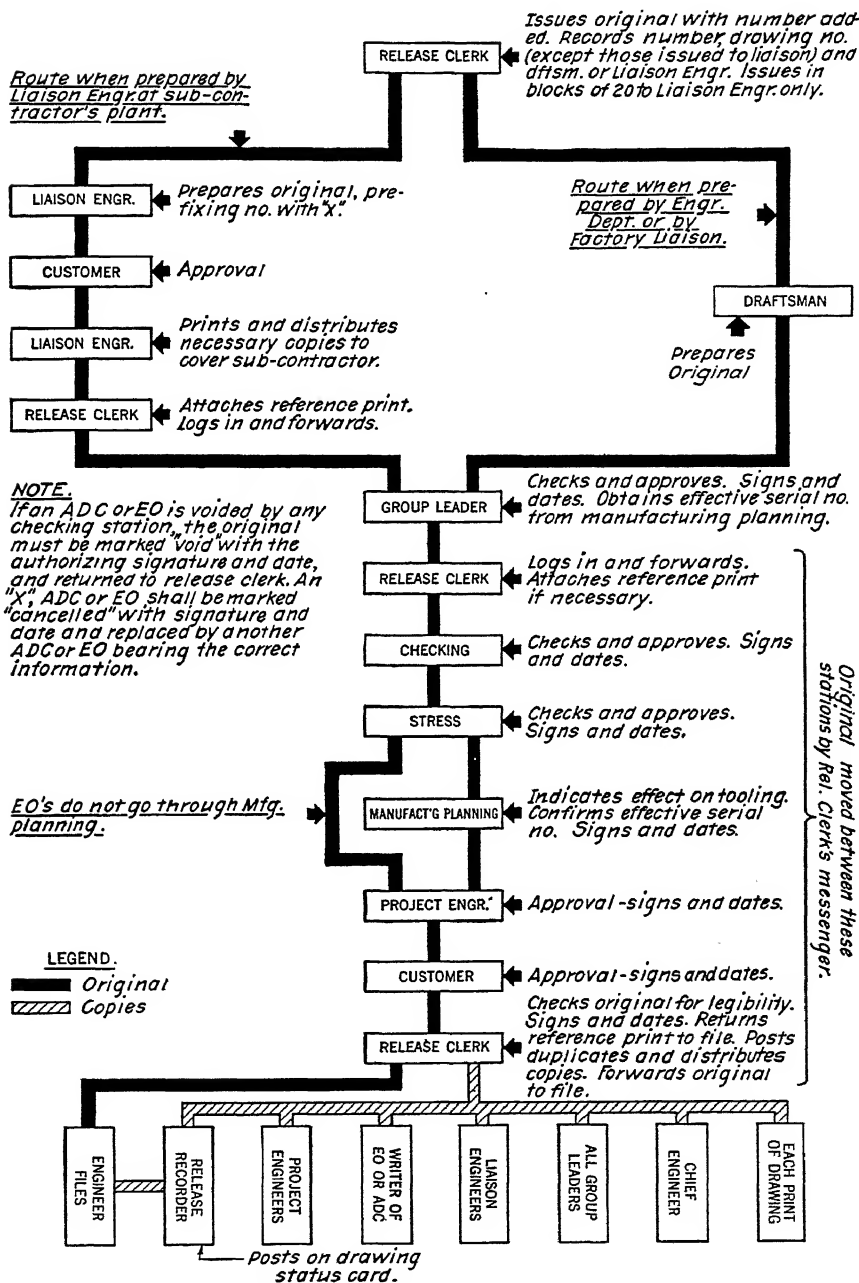 Issues original with number add-
ed. Records number, drawing no.
(except those issued to liaison) and
dftsm. or Liaison Engr. Issues in
blocks of 20 to Liaison Engr. only.
RELEASE CLERK
Route when prepared by
Liaison Engr. at sub-con-
tractor's plant.
LIAISON ENGR.
Prepares original, pre-
fixing no. with "X".
CUSTOMER
Approval
LIAISON ENGR.
Prints and distributes
necessary copies to
cover sub-contractor.
RELEASE CLERK
Attaches reference print.
Logs in and forwards.
Route when pre-
pared by Engr.
Dept. or by
Factory Liaison.
DRAFTSMAN
Prepares
Original
NOTE.
If an ADC or EO is voided by any
checking station, the original
must be marked "void" with the
authorizing signature and date,
and returned to release clerk. An
"X", ADC or EO shall be marked
"cancelled" with signature and
date and replaced by another
ADC or EO bearing the correct
information.
GROUP LEADER
Checks and approves. Signs and
dates. Obtains effective serial no.
from manufacturing planning.
RELEASE CLERK
Logs in and forwards.
Attaches reference print
if necessary.
CHECKING
Checks and approves. Signs
and dates.
STRESS
Checks and approves.
Signs and dates.
EO's do not go through Mfg.
planning.
MANUFACT'G PLANNING
Indicates effect on tooling.
Confirms effective serial
no. Signs and dates.
PROJECT ENGR.
Approval-signs and dates.
CUSTOMER
Approval-signs and dates.
RELEASE CLERK
Checks original for legibility.
Signs and dates. Returns
reference print to file. Posts
duplicates and distributes
copies. Forwards original
to file.
Original moved between these
stations by Rel. Clerk's messenger.
LEGEND.
Original
Copies
ENGINEER
FILES
RELEASE
RECORDER
PROJECT
ENGINEERS
WRITER OF
EO OR ADC
LIAISON
ENGINEERS
ALL GROUP
LEADERS
CHIEF
ENGINEER
EACH PRINT
OF DRAWING
Posts on drawing
status card.